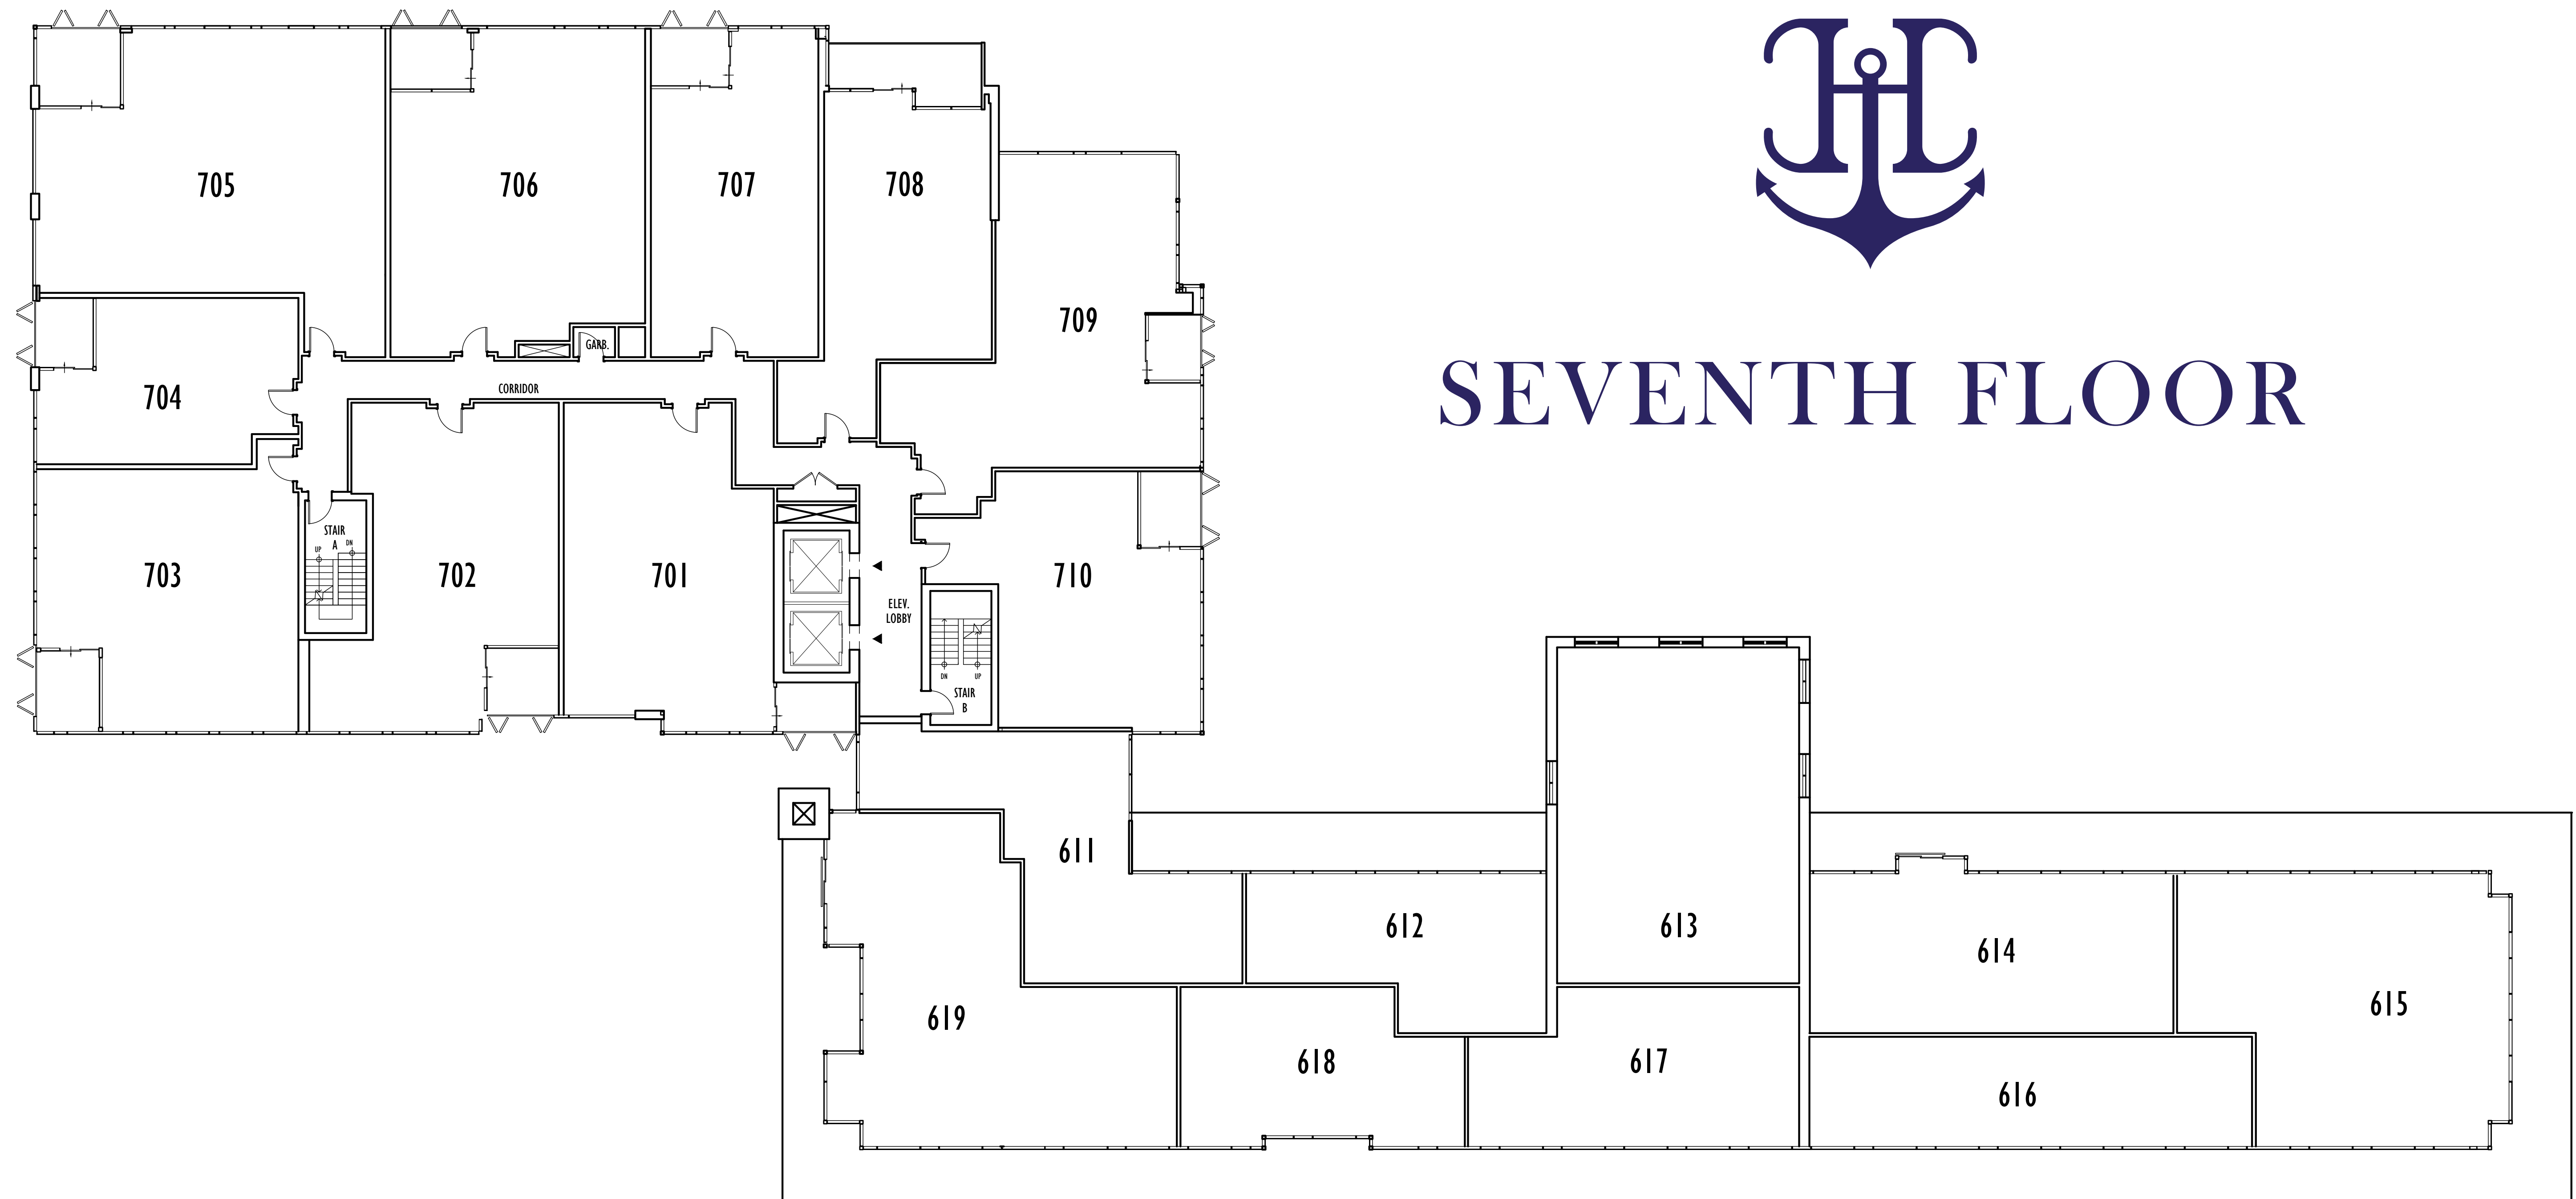 SEVENTH FLOOR
705
706
707
708
709
GARB.
CORRIDOR
704
STAIR
A
UP
DN
703
702
701
710
ELEV.
LOBBY
DN
UP
STAIR
B
611
612
613
614
615
619
618
617
616